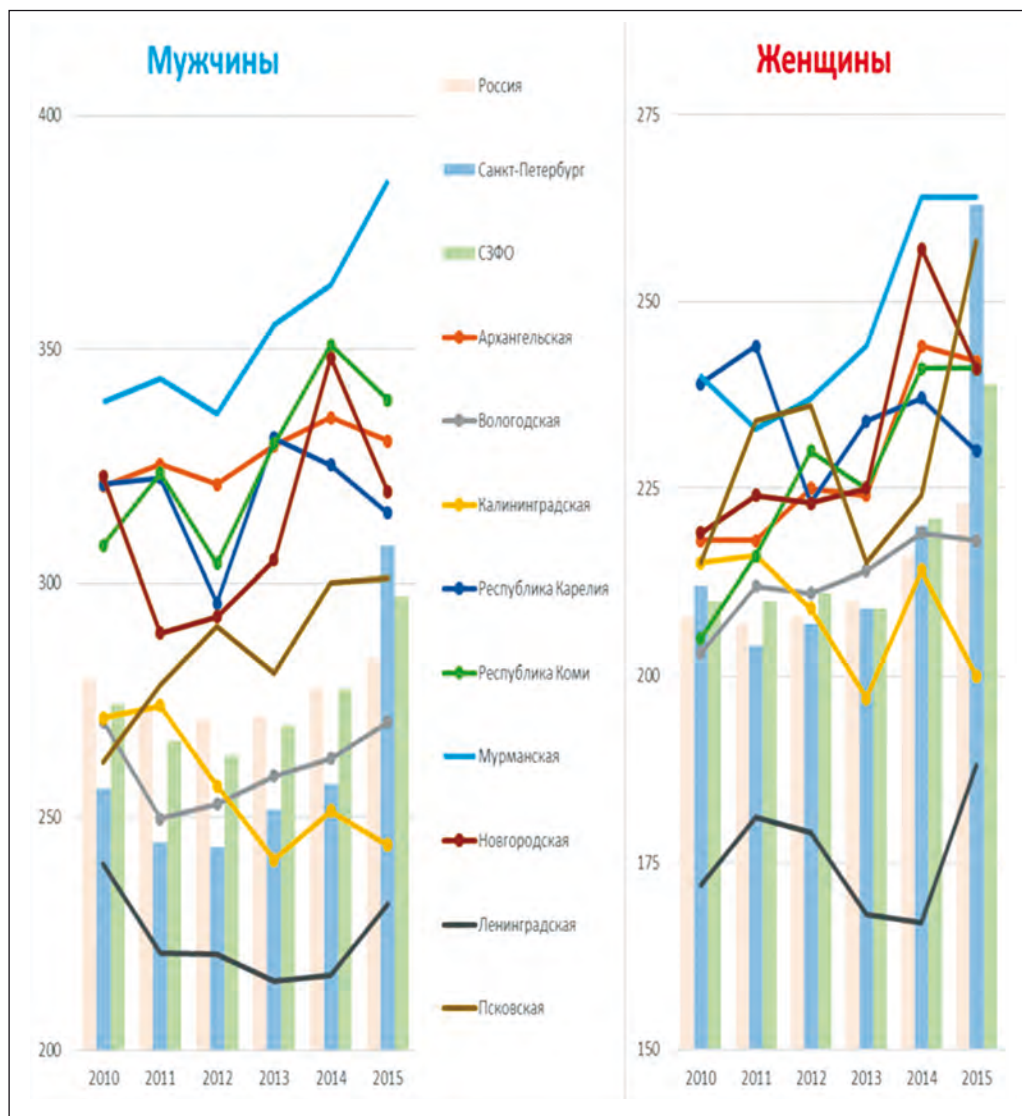 Мужчины
Женщины
400
350
300
250
200
2010 2011 2012 2013 2014 2015
Россия
Санкт-Петербург
СЗФО
Архангельская
Вологодская
Калининградская
Республика Карелия
Республика Коми
Мурманская
Новгородская
Ленинградская
Псковская
275
250
225
200
175
150
2010 2011 2012 2013 2014 2015